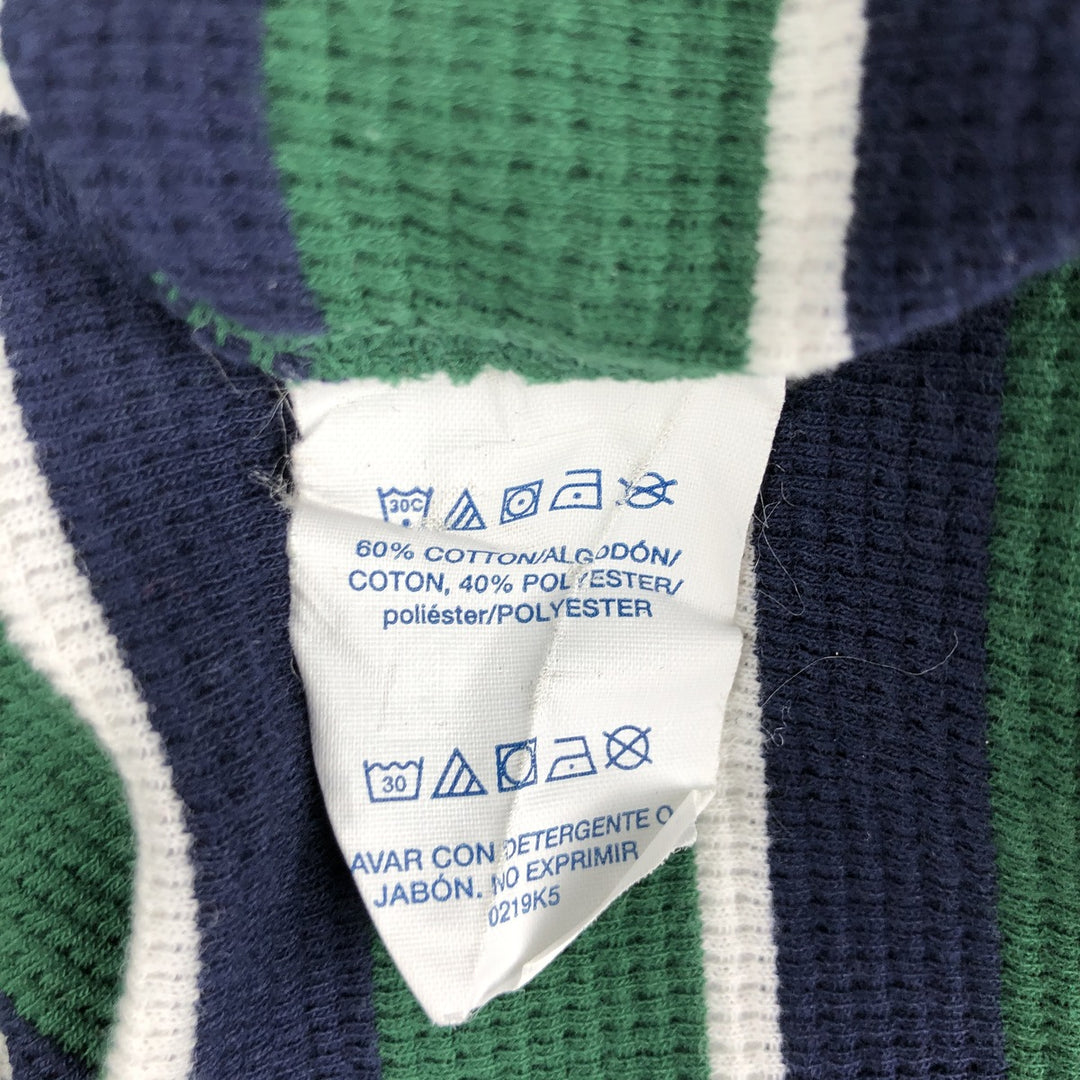 30C
60% COTTON/ALGODÓN/
COTON, 40% POLYESTER/
poliéster/POLYESTER
30
AVAR CON DETERGENTE O
JABÓN. NO EXPRIMIR
0219K5